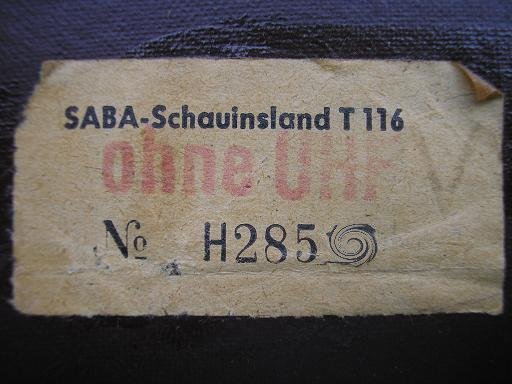 SABA-Schauinsland T 116
ohne UHF
No H285